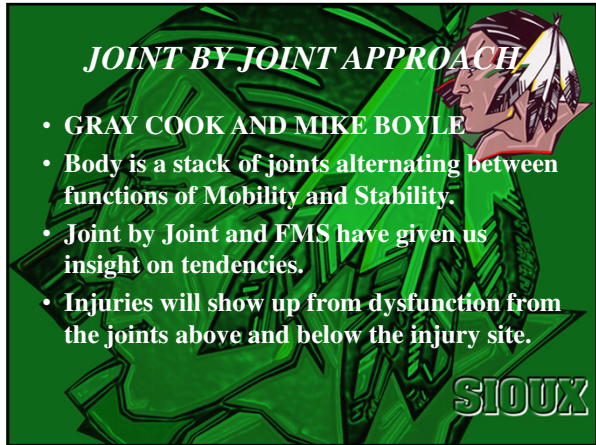 JOINT BY JOINT APPROACH
• GRAY COOK AND MIKE BOYLE
• Body is a stack of joints alternating between
functions of Mobility and Stability.
• Joint by Joint and FMS have given us
insight on tendencies.
• Injuries will show up from dysfunction from
the joints above and below the injury site.
SIOUX